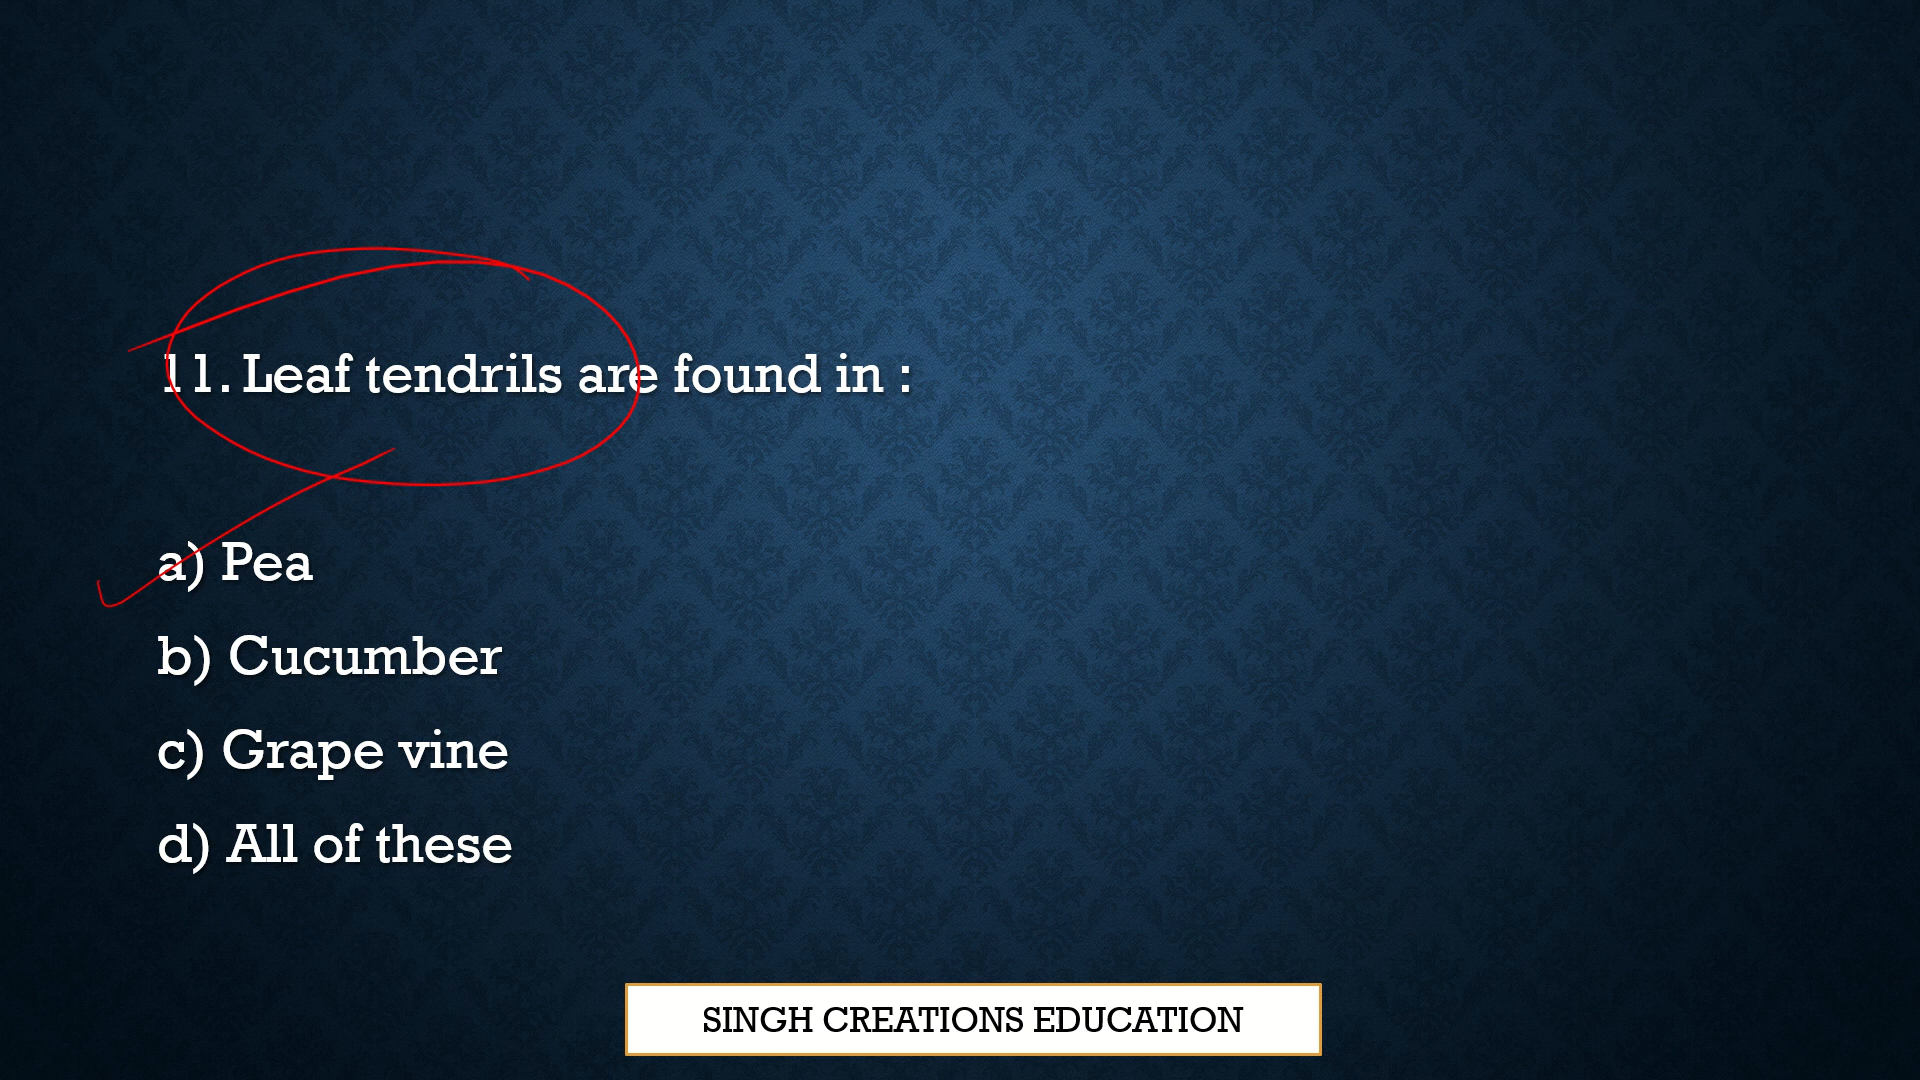 11. Leaf tendrils are found in :
a) Pea
b) Cucumber
c) Grape vine
d) All of these
SINGH CREATIONS EDUCATION